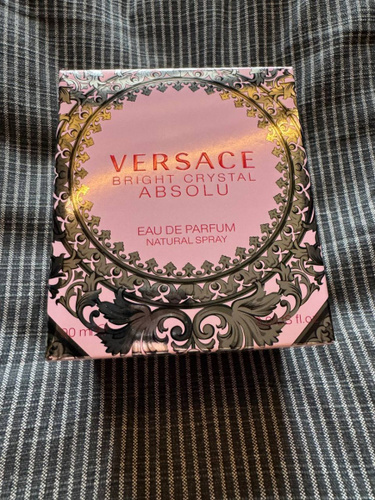 VERSACE
BRIGHT CRYSTAL
ABSOLU
EAU DE PARFUM
NATURAL SPRAY